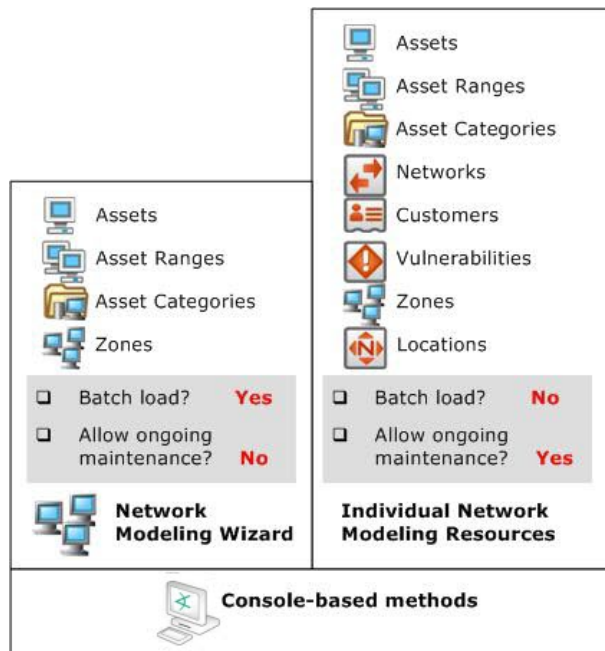 Assets
Asset Ranges
Asset Categories
Zones
Batch load? Yes
Allow ongoing
maintenance? No
Network
Modeling Wizard
Assets
Asset Ranges
Asset Categories
Networks
Customers
Vulnerabilities
Zones
N
Locations
Batch load? No
Allow ongoing
maintenance? Yes
Individual Network
Modeling Resources
Console-based methods